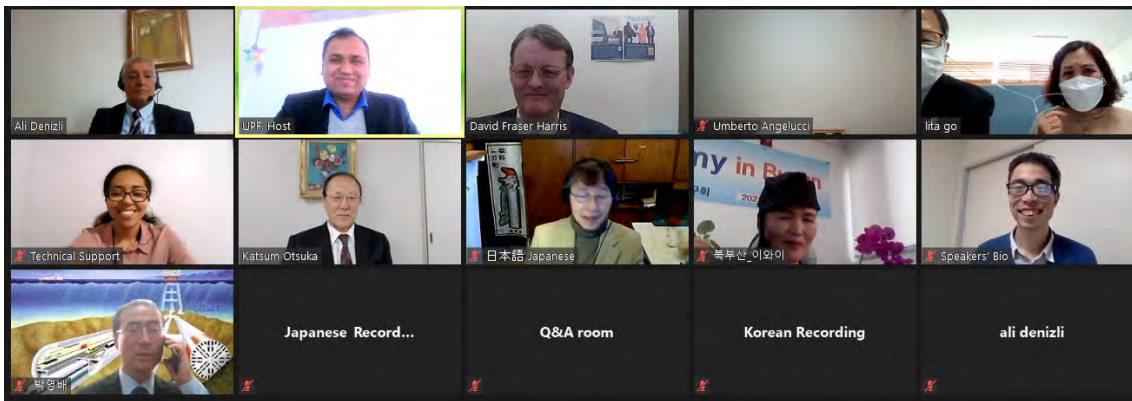 Ali Denizli
UPF, Host
David Fraser Harris
Umberto Angelucci
lita go
Technical Support
Katsum Otsuka
日本語 Japanese
ny in B
북부산_이와이
Speakers' Bio
박영배
Japanese Record...
Q&A room
Korean Recording
ali denizli